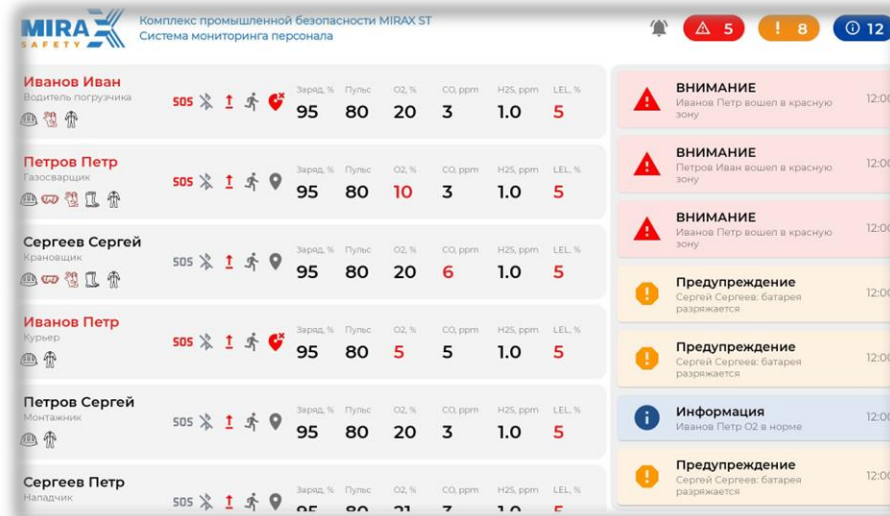 MIRAX
SAFETY
Комплекс промышленной безопасности MIRAX ST
Система мониторинга персонала
5
8
12
Иванов Иван
Водитель погрузчика
SOS
Заряд, % Пульс O2, % CO, ppm H2S, ppm LEL, %
95 80 20 3 1.0 5
Петров Петр
Газосварщик
SOS
Заряд, % Пульс O2, % CO, ppm H2S, ppm LEL, %
95 80 10 3 1.0 5
Сергеев Сергей
Крановщик
SOS
Заряд, % Пульс O2, % CO, ppm H2S, ppm LEL, %
95 80 20 6 1.0 5
Иванов Петр
Курьер
SOS
Заряд, % Пульс O2, % CO, ppm H2S, ppm LEL, %
95 80 5 5 1.0 5
Петров Сергей
Монтажник
SOS
Заряд, % Пульс O2, % CO, ppm H2S, ppm LEL, %
95 80 20 3 1.0 5
Сергеев Петр
Наладчик
SOS
Заряд, % Пульс O2, % CO, ppm H2S, ppm LEL, %
ВНИМАНИЕ
Иванов Петр вошел в красную
зону
12:00
ВНИМАНИЕ
Петров Иван вошел в красную
зону
12:00
ВНИМАНИЕ
Иванов Петр вошел в красную
зону
12:00
Предупреждение
Сергей Сергеев: батарея
разряжается
12:00
Предупреждение
Сергей Сергеев: батарея
разряжается
12:00
Информация
Иванов Петр О2 в норме
12:00
Предупреждение
Сергей Сергеев: батарея
разряжается
12:00